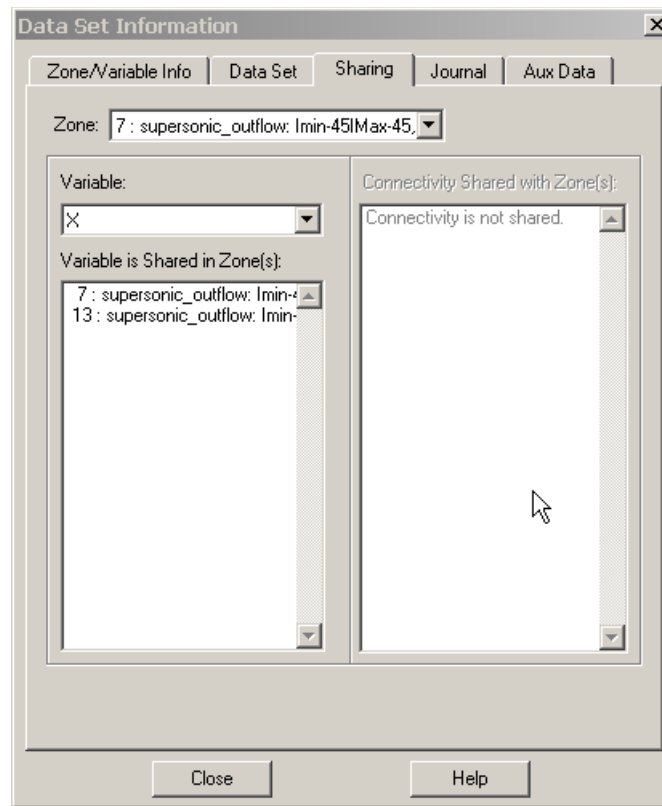 Data Set Information
Zone/Variable Info Data Set Sharing Journal Aux Data
Zone: 7 : supersonic_outflow: Imin-45IMax-45,
Variable:
X
Variable is Shared in Zone(s):
7 : supersonic_outflow: Imin-4
13 : supersonic_outflow: Imin-
Connectivity Shared with Zone(s):
Connectivity is not shared.
Close Help